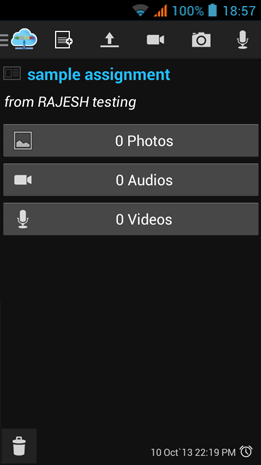 100% 18:57
sample assignment
from RAJESH testing
0 Photos
0 Audios
0 Videos
10 Oct`13 22:19 PM